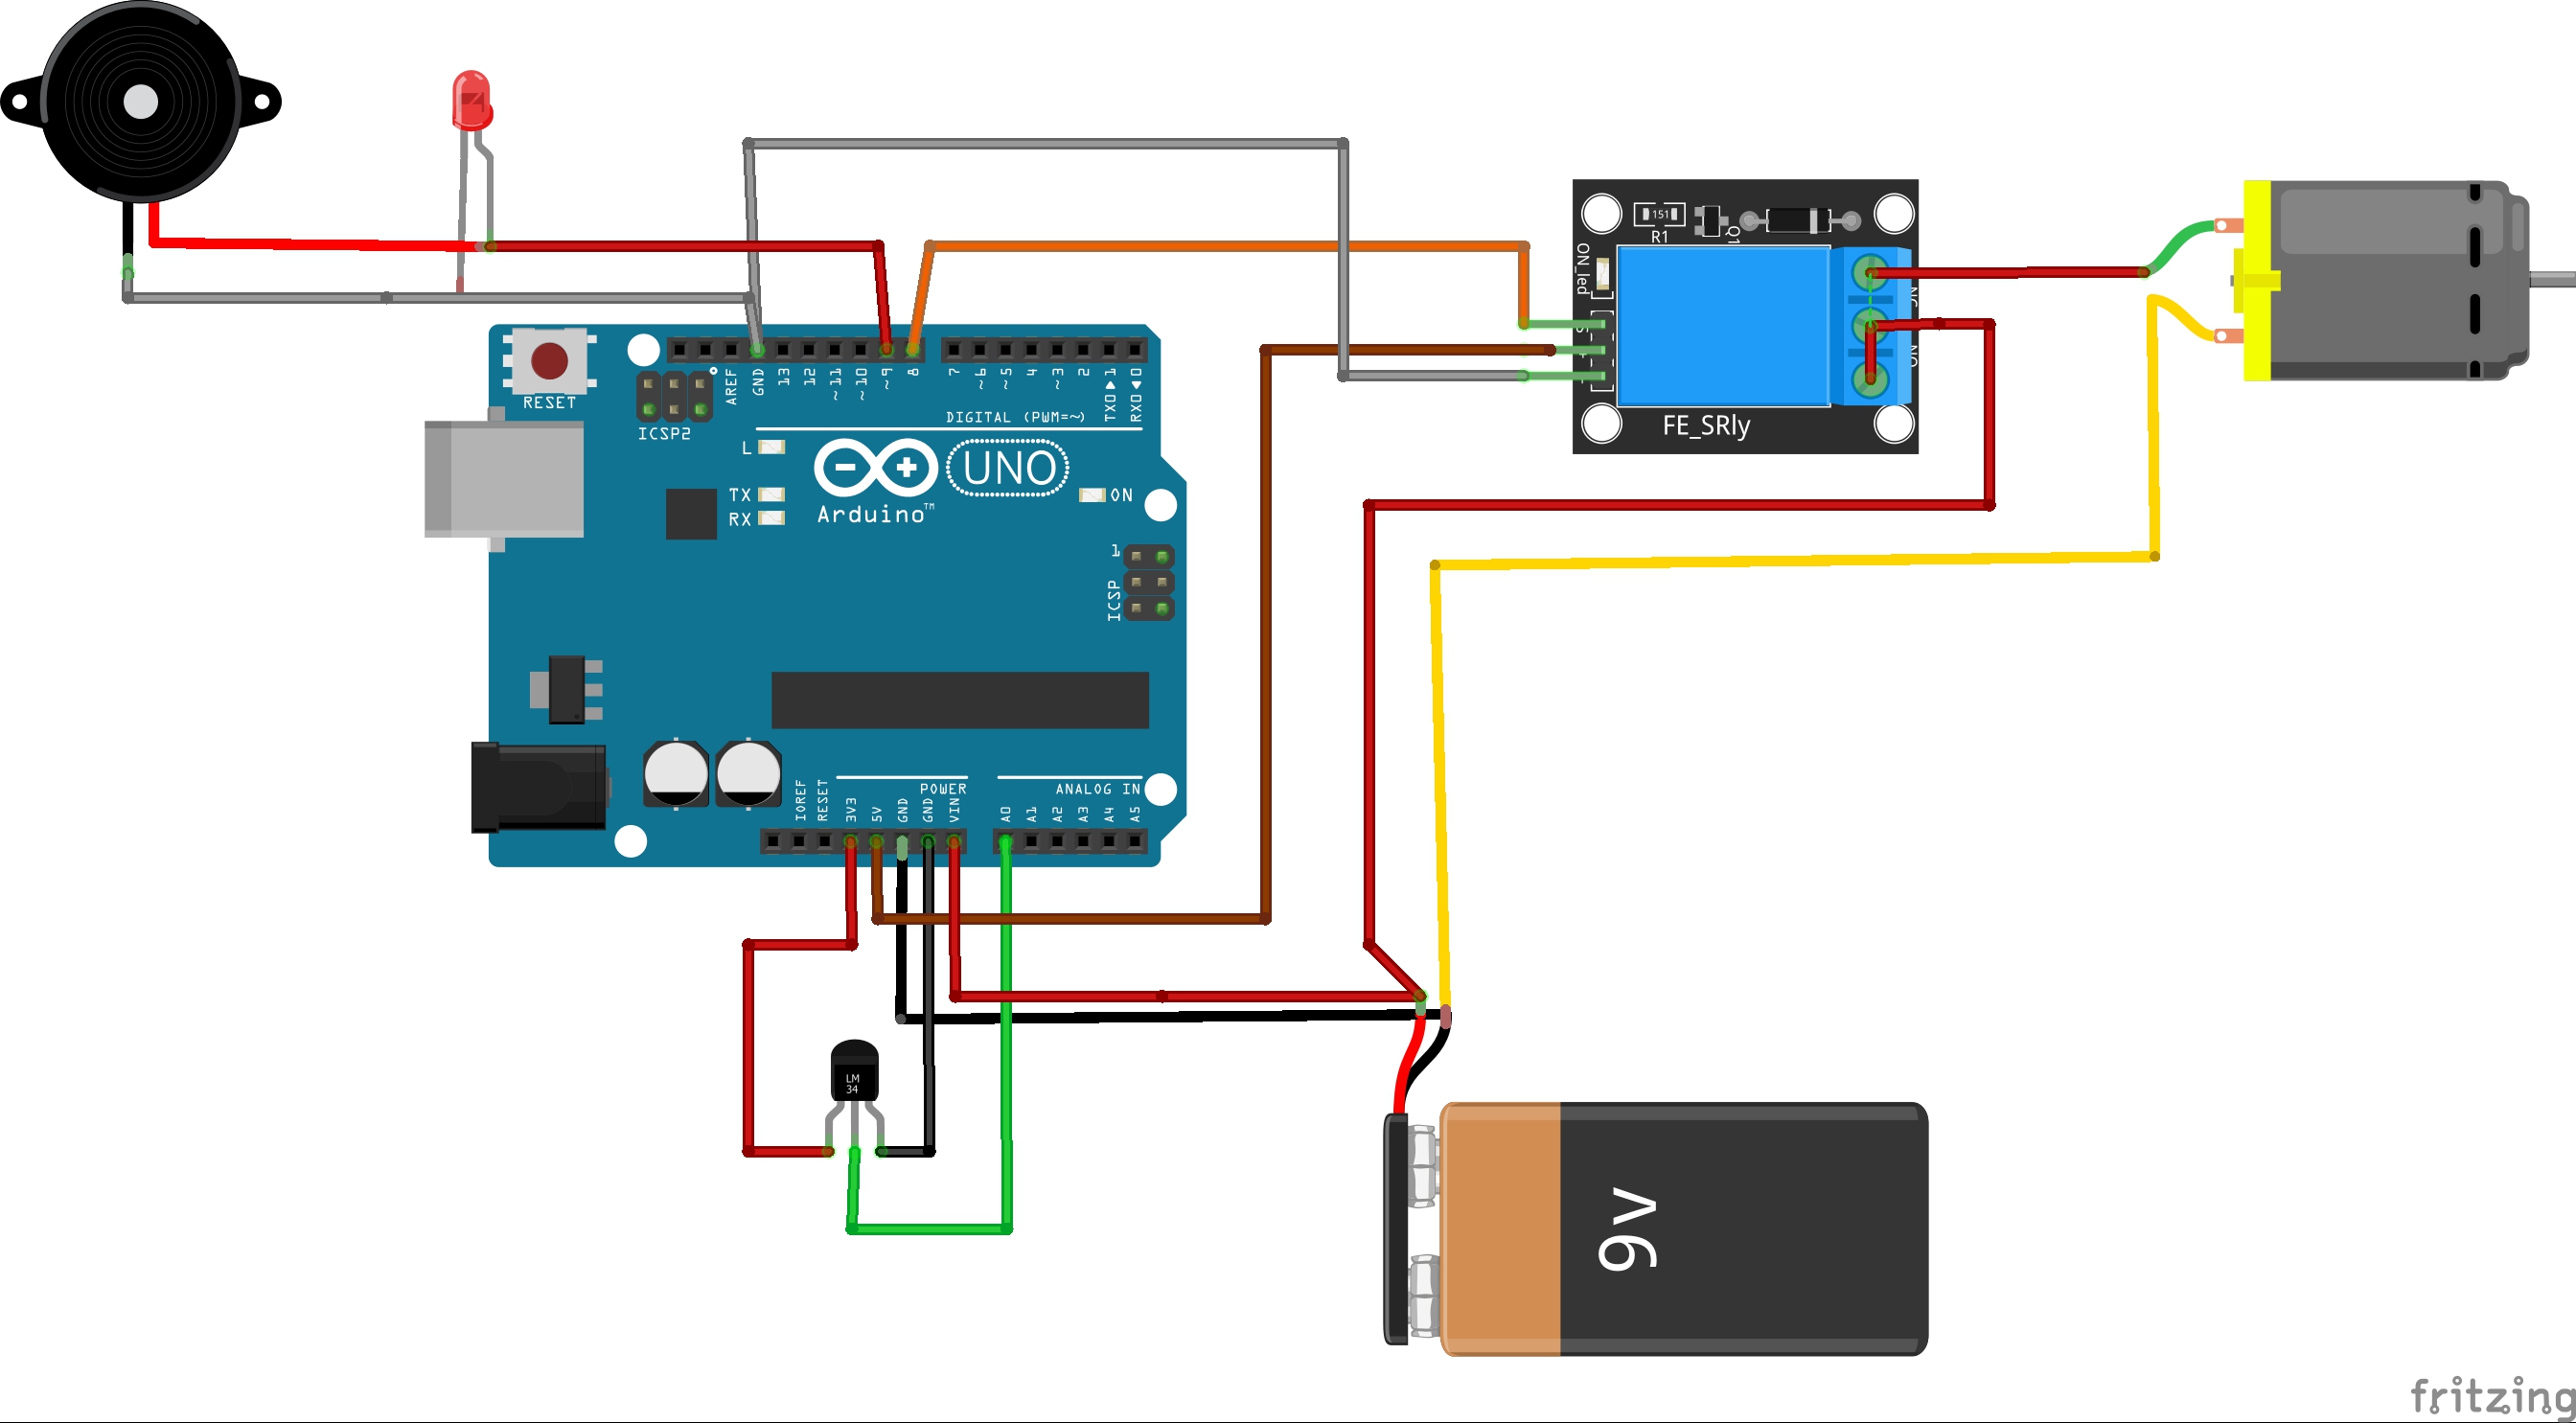 151
R1
Q1
ON_led
NC
NO
S
+
-
FE_SRly
RESET
ICSP2
AREF
GND
13
12
~11
~10
~9
8
7
~6
~5
4
~3
2
TX0▶1
RX0◀0
DIGITAL (PWM=~)
L
TX
RX
Arduino™
UNO
ON
1
ICSP
IOREF
RESET
3V3
5V
GND
GND
VIN
POWER
ANALOG IN
A0
A1
A2
A3
A4
A5
LM
34
9v
fritzing